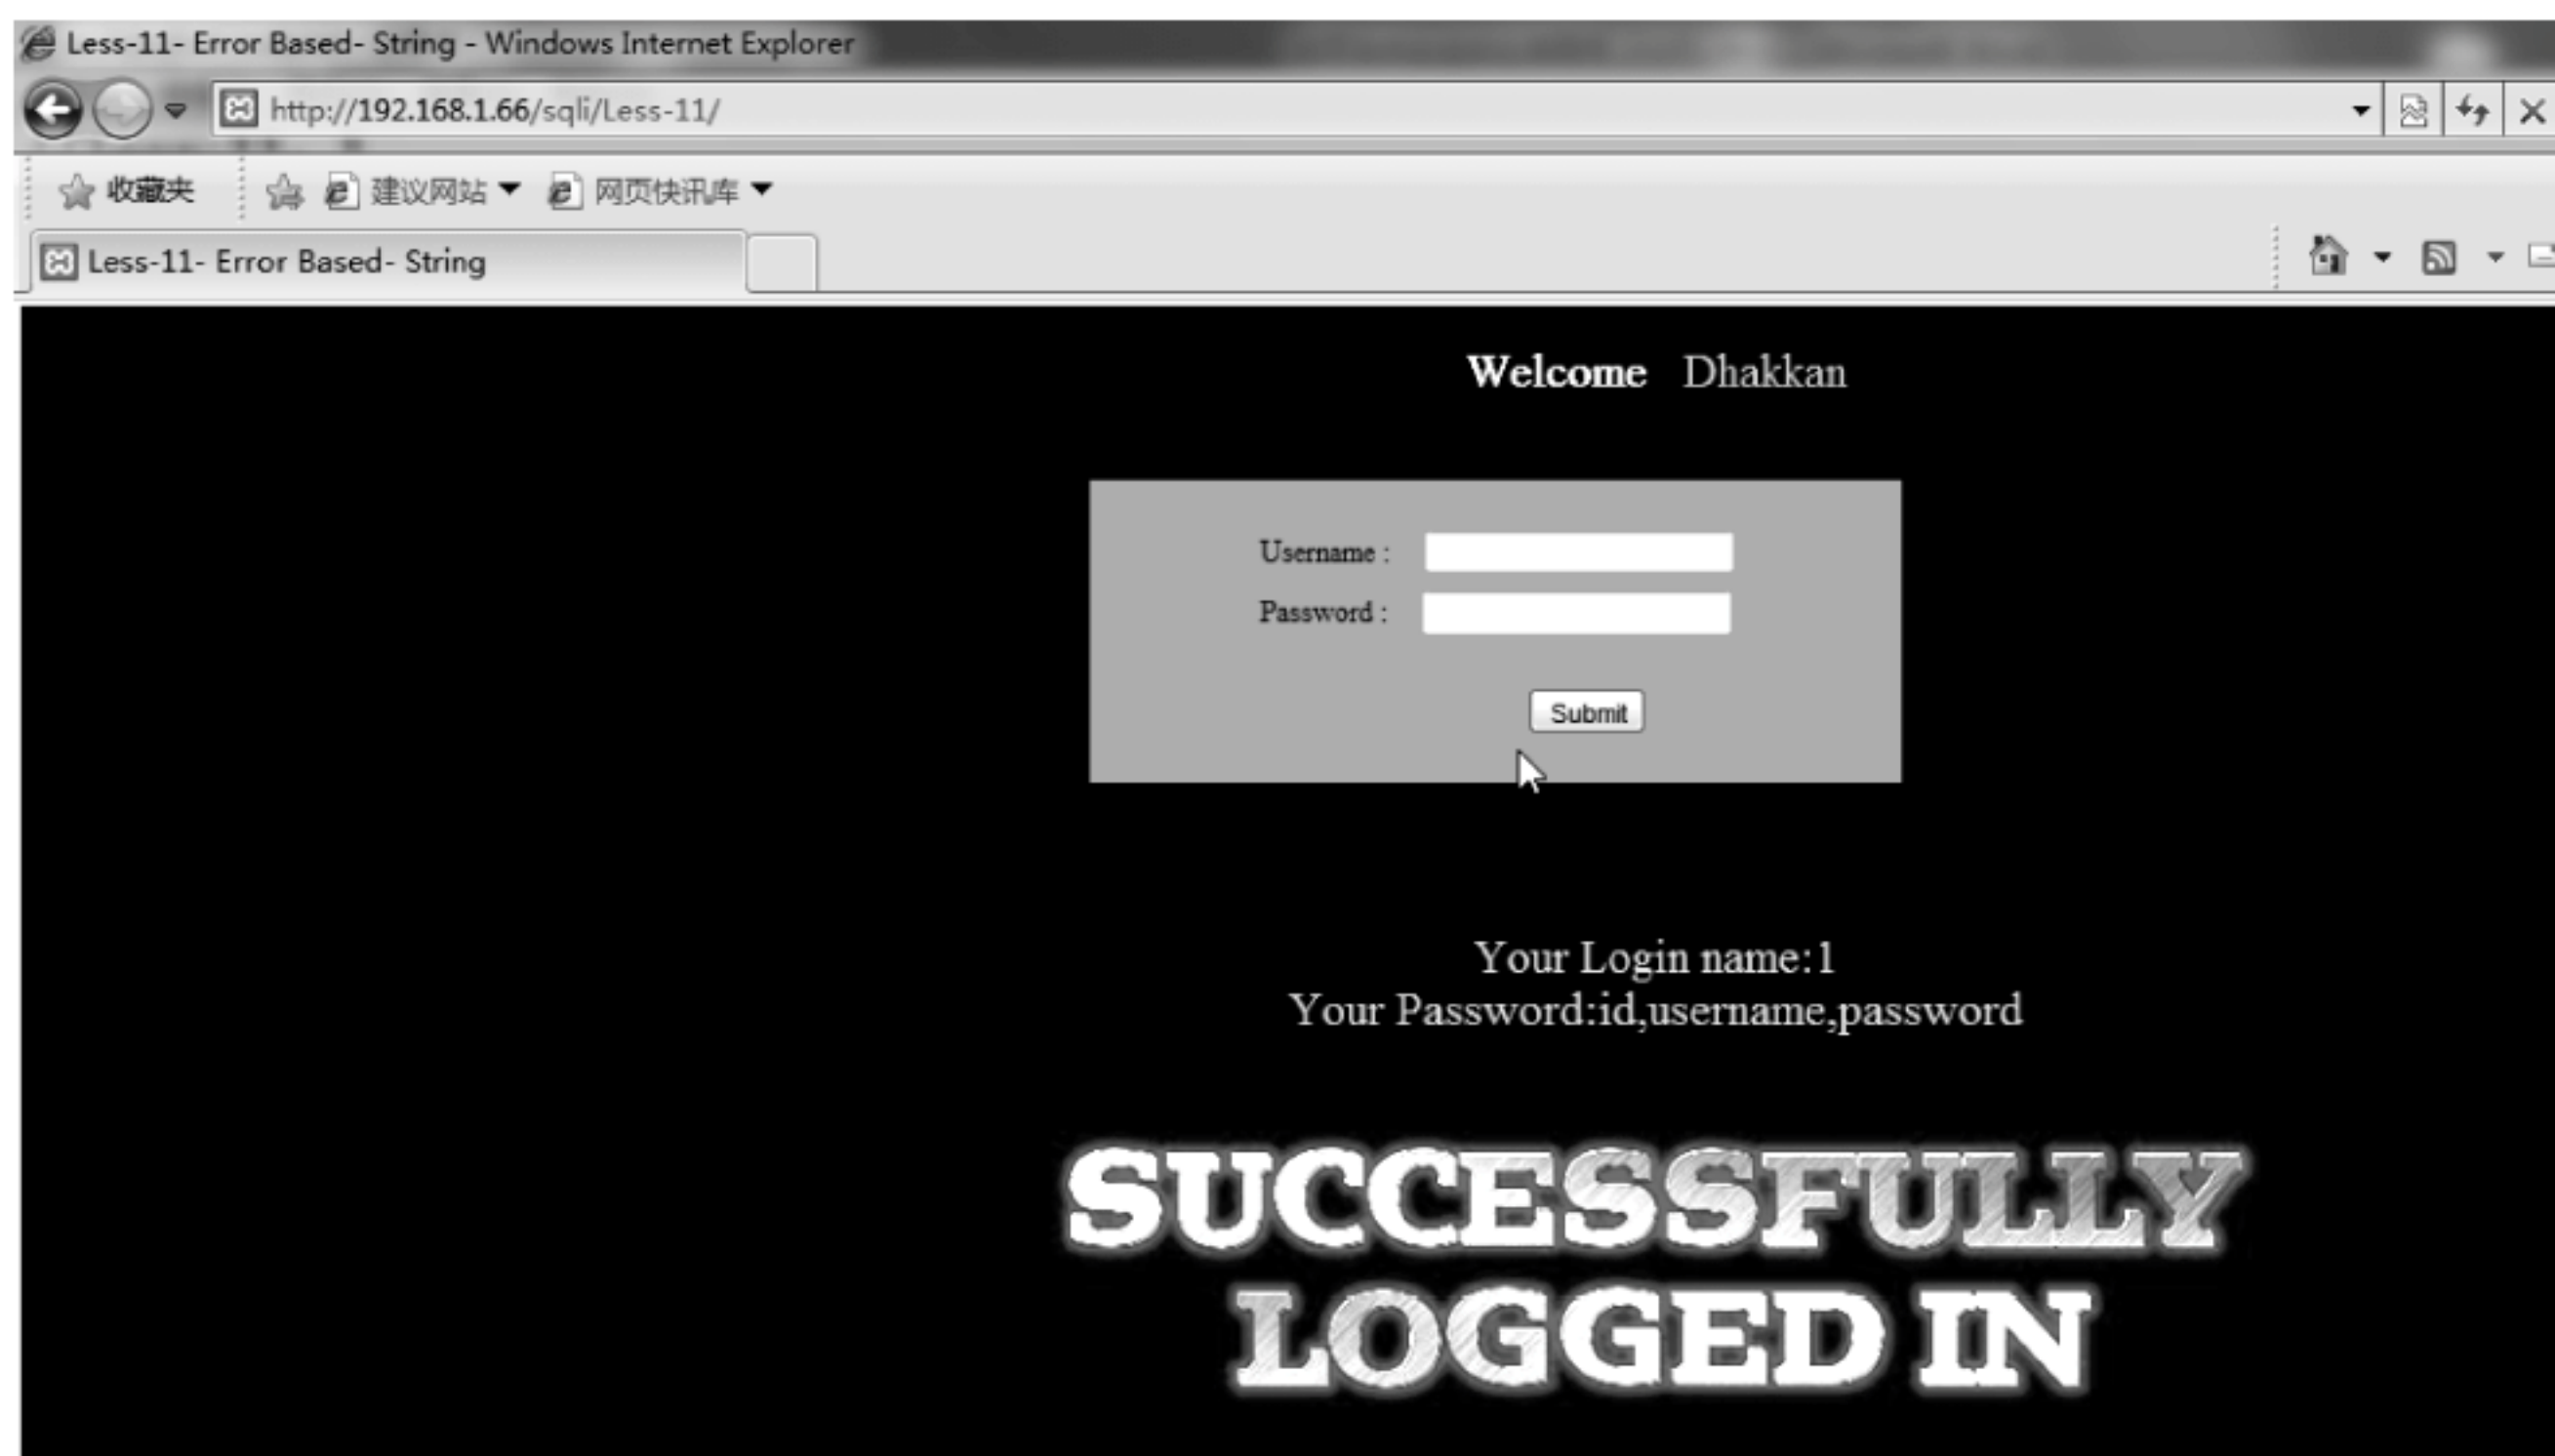 Less-11- Error Based- String - Windows Internet Explorer
http://192.168.1.66/sqli/Less-11/
收藏夹 建议网站 网页快讯库
Less-11- Error Based- String
Welcome Dhakkan
Username :
Password :
Submit
Your Login name:1
Your Password:id,username,password
SUCCESSFULLY
LOGGED IN